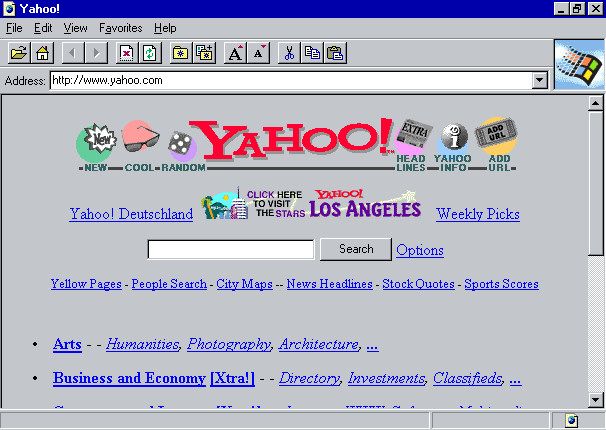 Yahoo!
File Edit View Favorites Help
Address: http://www.yahoo.com
New EXTRA i ADD URL
YAHOO!
NEW COOL RANDOM HEAD LINES YAHOO INFO ADD URL
Yahoo! Deutschland CLICK HERE TO VISIT THE STARS YAHOO! LOS ANGELES Weekly Picks
Search Options
Yellow Pages - People Search - City Maps -- News Headlines - Stock Quotes - Sports Scores
• Arts - - Humanities, Photography, Architecture, ...
• Business and Economy [Xtra!] - - Directory, Investments, Classifieds, ...